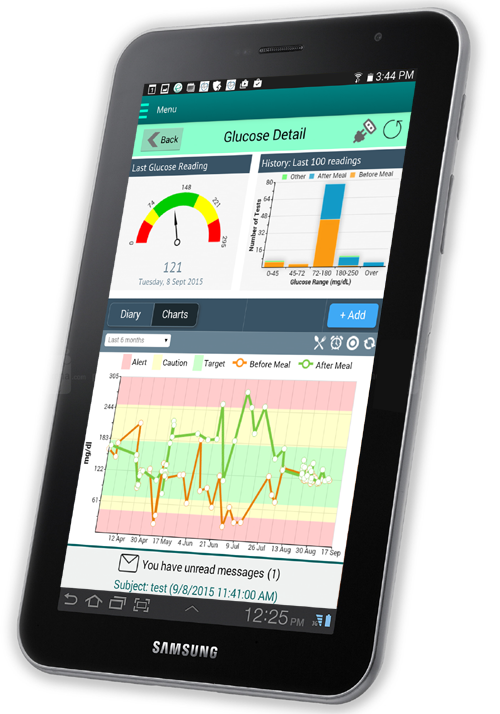 3:44 PM
Menu
Back
Glucose Detail
Last Glucose Reading
0 74 148 221 295
121
Tuesday, 8 Sept 2015
History: Last 100 readings
Other After Meal Before Meal
Number of Tests
80
64
48
32
16
0-45 45-72 72-180 180-250 Over
Glucose Range (mg/dL)
Diary Charts + Add
Last 6 months
Alert Caution Target Before Meal After Meal
mg/dl
305
244
183
122
61
12 Apr 30 Apr 17 May 4 Jun 21 Jun 9 Jul 26 Jul 13 Aug 30 Aug 17 Sep
You have unread messages (1)
Subject: test (9/8/2015 11:41:00 AM)
12:25 PM
SAMSUNG